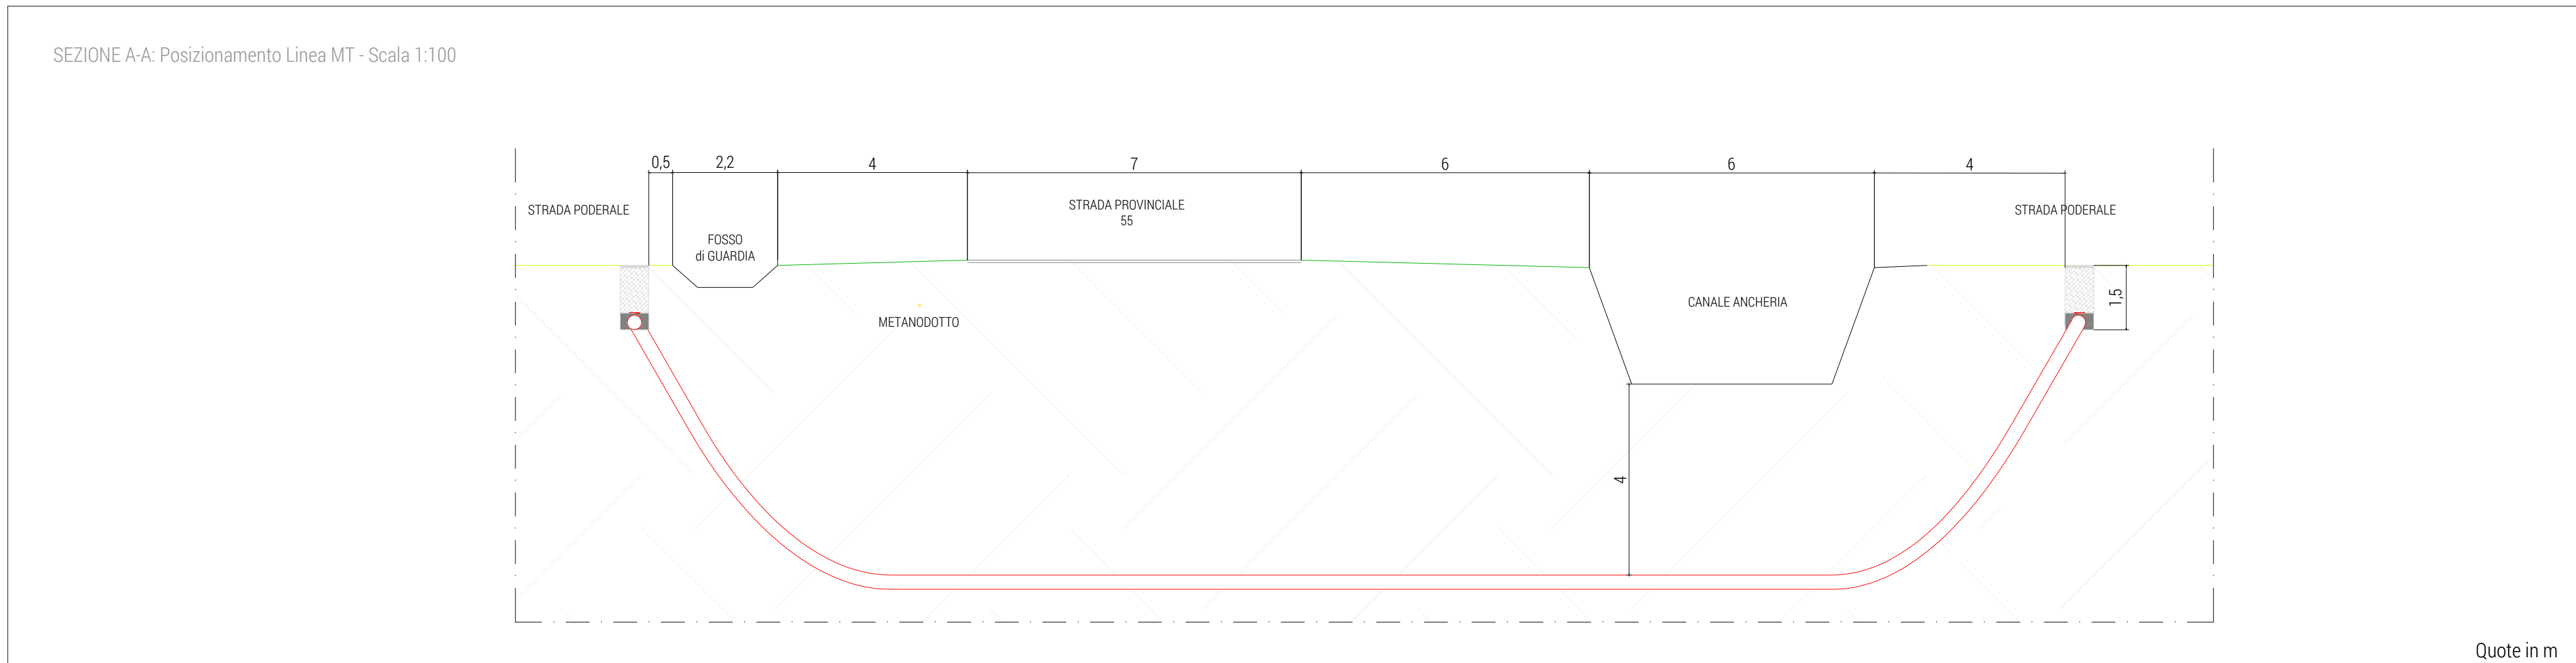 SEZIONE A-A: Posizionamento Linea MT - Scala 1:100
0,5
2,2
4
7
6
6
4
STRADA PODERALE
FOSSO
di GUARDIA
STRADA PROVINCIALE
55
STRADA PODERALE
METANODOTTO
CANALE ANCHERIA
1,5
4
Quote in m